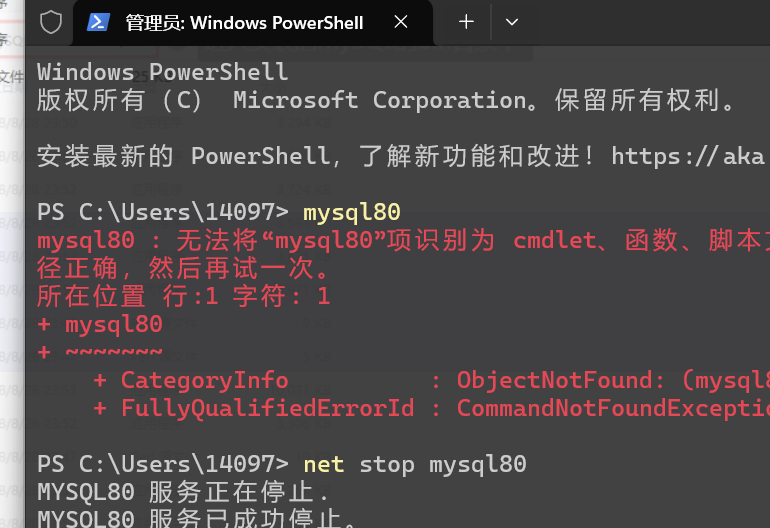 管理员: Windows PowerShell
Windows PowerShell
版权所有（C） Microsoft Corporation。保留所有权利。
安装最新的 PowerShell，了解新功能和改进！https://aka
PS C:\Users\14097> mysql80
mysql80 : 无法将“mysql80”项识别为 cmdlet、函数、脚本
径正确，然后再试一次。
所在位置 行:1 字符: 1
+ mysql80
+ ~~~~~~~
+ CategoryInfo : ObjectNotFound: (mysql8
+ FullyQualifiedErrorId : CommandNotFoundExceptio
PS C:\Users\14097> net stop mysql80
MYSQL80 服务正在停止.
MYSQL80 服务已成功停止。